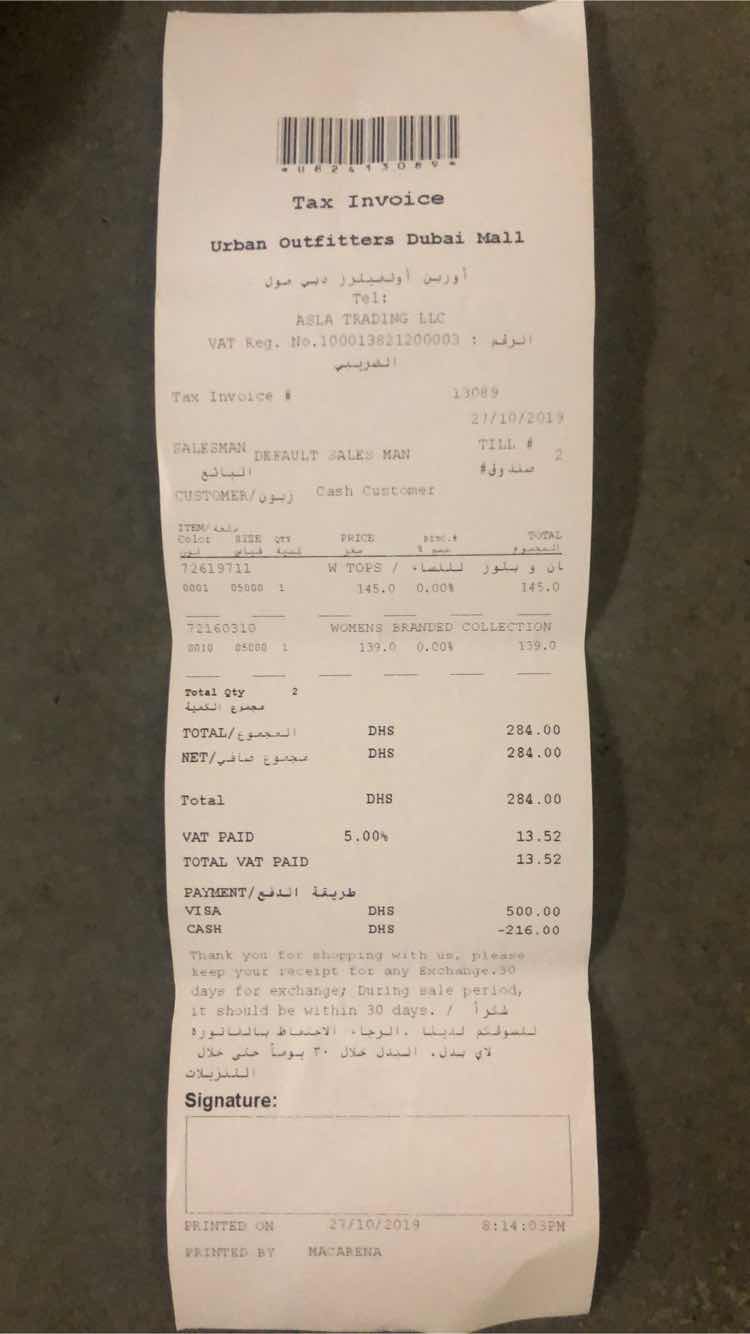 *U82413089*
Tax Invoice
Urban Outfitters Dubai Mall
أوربن أوتفيترز دبي مول
Tel:
ASLA TRADING LLC
VAT Reg. No.100013821200003 : الرقم
الضريبي
Tax Invoice # 13089
27/10/2019
SALESMAN DEFAULT SALES MAN TILL # 2
البائع صندوق#
CUSTOMER/زبون Cash Customer
ITEM/سلعة
Color SIZE QTY PRICE DISC.% TOTAL
لون قياس كمية سعر خصم % المجموع
72619711 W TOPS / للنساء و بلوز
0001 05000 1 145.0 0.00% 145.0
72160310 WOMENS BRANDED COLLECTION
0010 05000 1 139.0 0.00% 139.0
Total Qty 2
مجموع الكمية
TOTAL/المجموع DHS 284.00
NET/مجموع صافي DHS 284.00
Total DHS 284.00
VAT PAID 5.00% 13.52
TOTAL VAT PAID 13.52
PAYMENT/طريقة الدفع
VISA DHS 500.00
CASH DHS -216.00
Thank you for shopping with us, please
keep your receipt for any Exchange.30
days for exchange; During sale period,
it should be within 30 days. / شكراً
لتسوقكم لدينا .الرجاء الاحتفاظ بالفاتورة
لاي بدل. البدل خلال ٣٠ يوماً حتى خلال
التنزيلات
Signature:
PRINTED ON 27/10/2019 8:14:03PM
PRINTED BY MACARENA